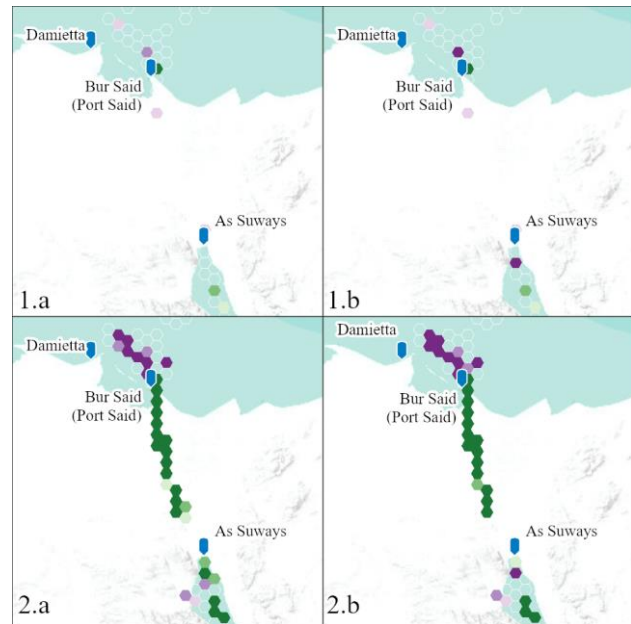 Damietta
Bur Said
(Port Said)
As Suways
1.a
Damietta
Bur Said
(Port Said)
As Suways
1.b
Damietta
Bur Said
(Port Said)
As Suways
2.a
Damietta
Bur Said
(Port Said)
As Suways
2.b